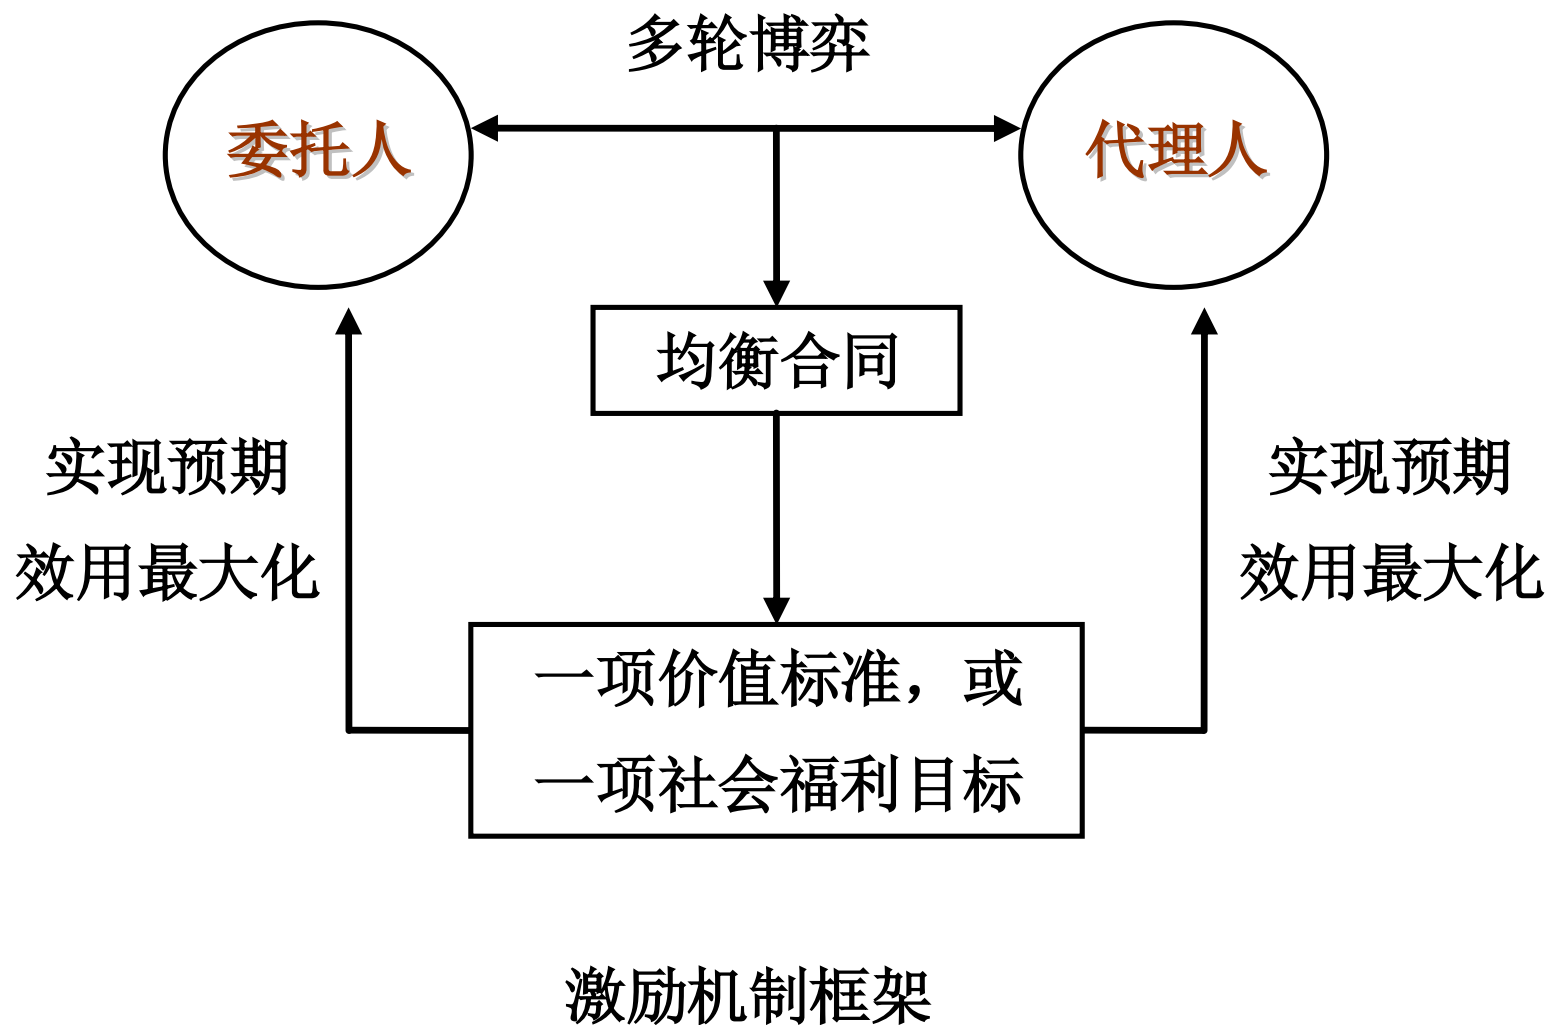 多轮博弈
委托人
代理人
均衡合同
实现预期
效用最大化
实现预期
效用最大化
一项价值标准，或
一项社会福利目标
激励机制框架